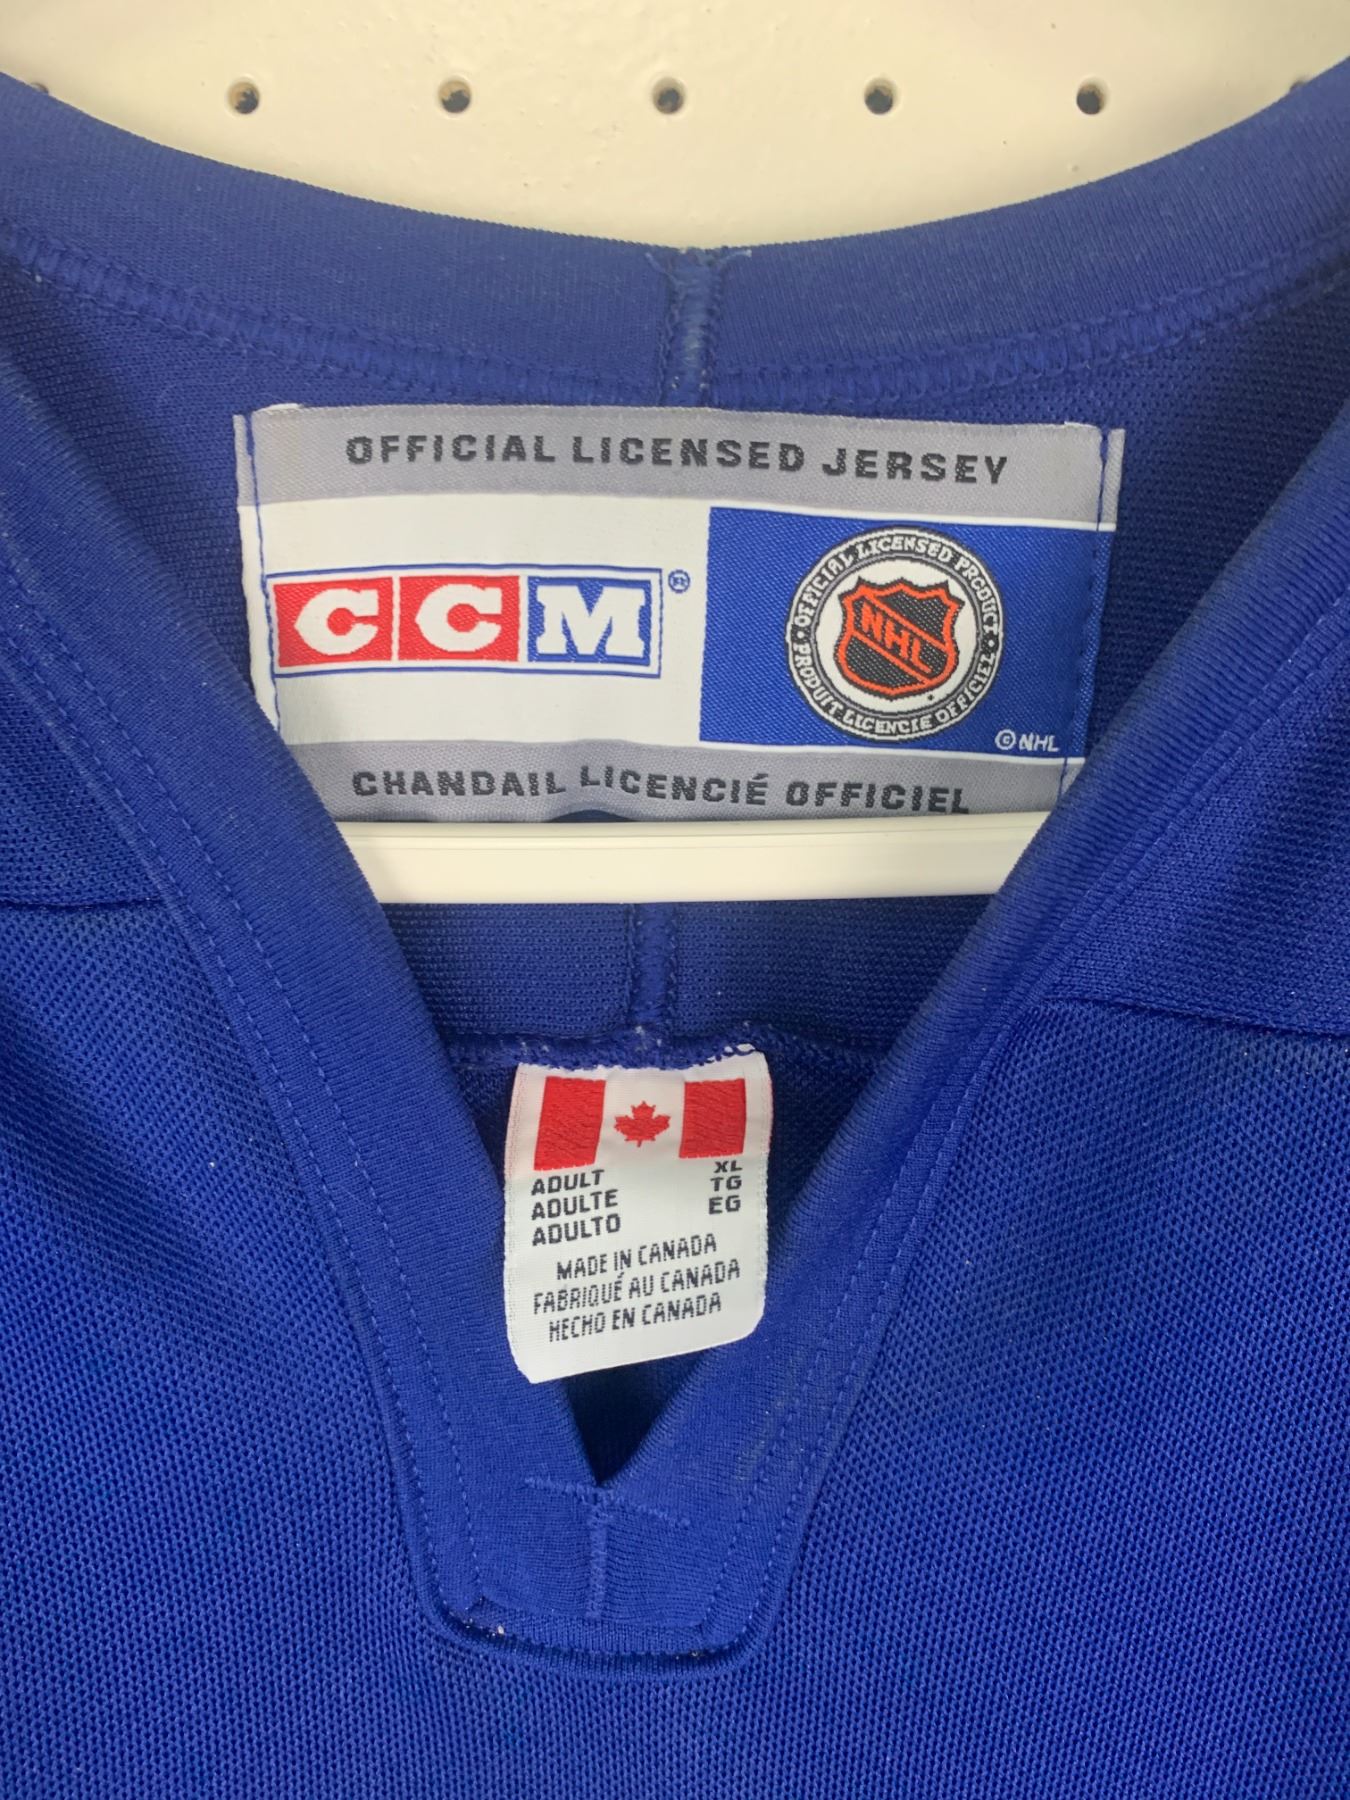 OFFICIAL LICENSED JERSEY
CCM®
OFFICIAL LICENSED PRODUCT
NHL
PRODUIT LICENCIE OFFICIEL
© NHL
CHANDAIL LICENCIÉ OFFICIEL
ADULT XL
ADULTE TG
ADULTO EG
MADE IN CANADA
FABRIQUÉ AU CANADA
HECHO EN CANADA